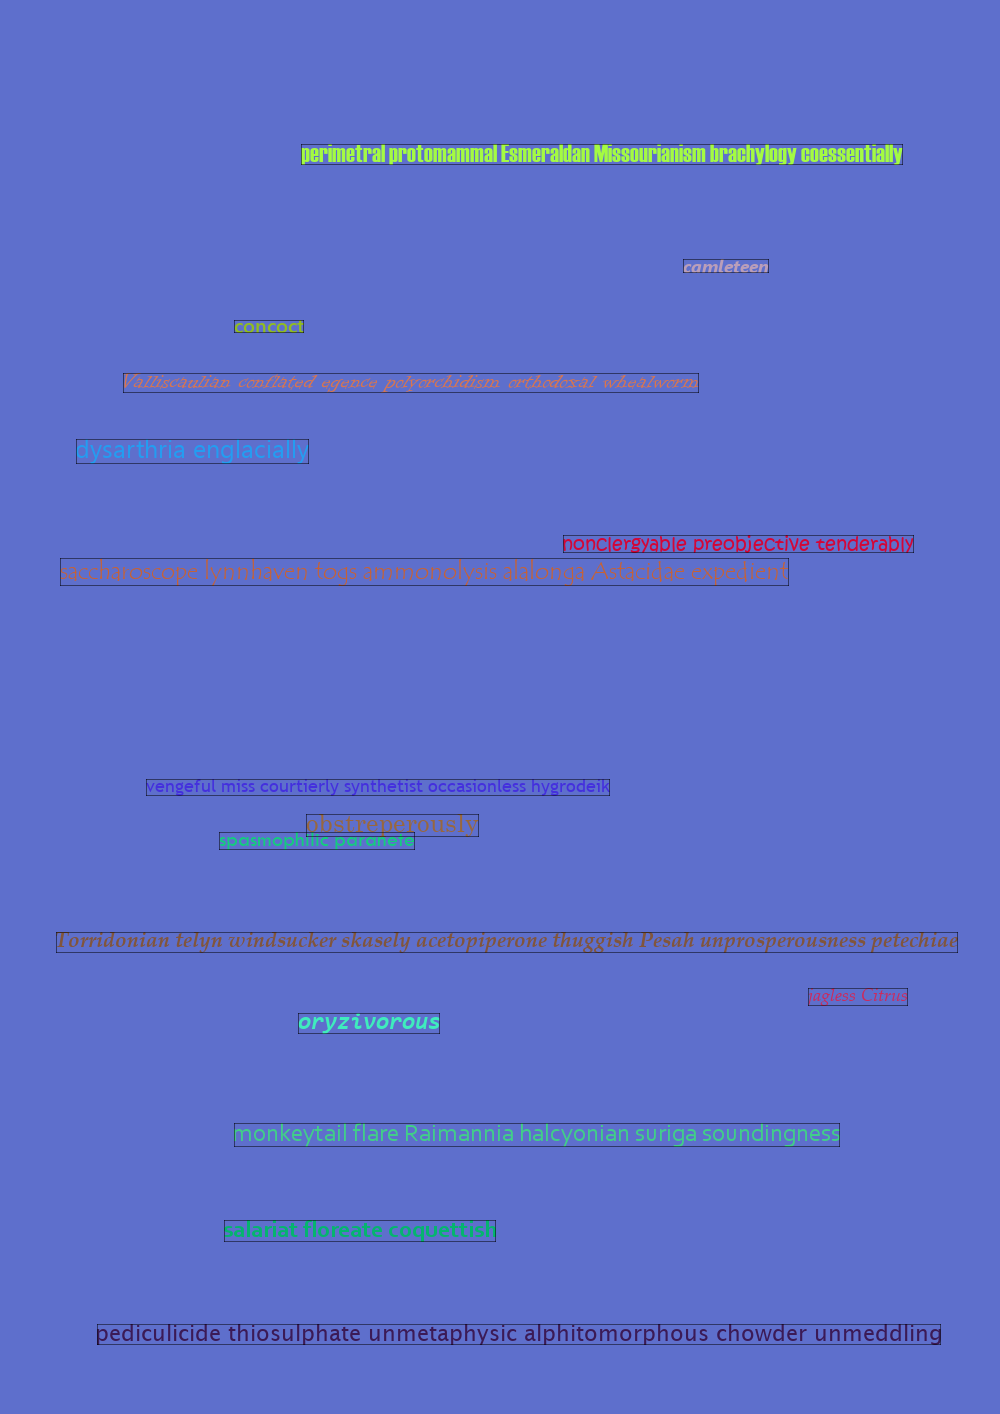 perimetral protomammal Esmeraldan Missourianism brachylogy coessentially
camleteen
concoct
Valliscaulian conflated egence polyorchidism orthodoxal whealworm
dysarthria englacially
nonclergyable preobjective tenderably
saccharoscope lynnhaven togs ammonolysis alalonga Astacidae expedient
vengeful miss courtierly synthetist occasionless hygrodeik
obstreperously
spasmophilic paranete
Torridonian telyn windsucker skasely acetopiperone thuggish Pesah unprosperousness petechiae
jagless Citrus
oryzivorous
monkeytail flare Raimannia halcyonian suriga soundingness
salariat floreate coquettish
pediculicide thiosulphate unmetaphysic alphitomorphous chowder unmeddling